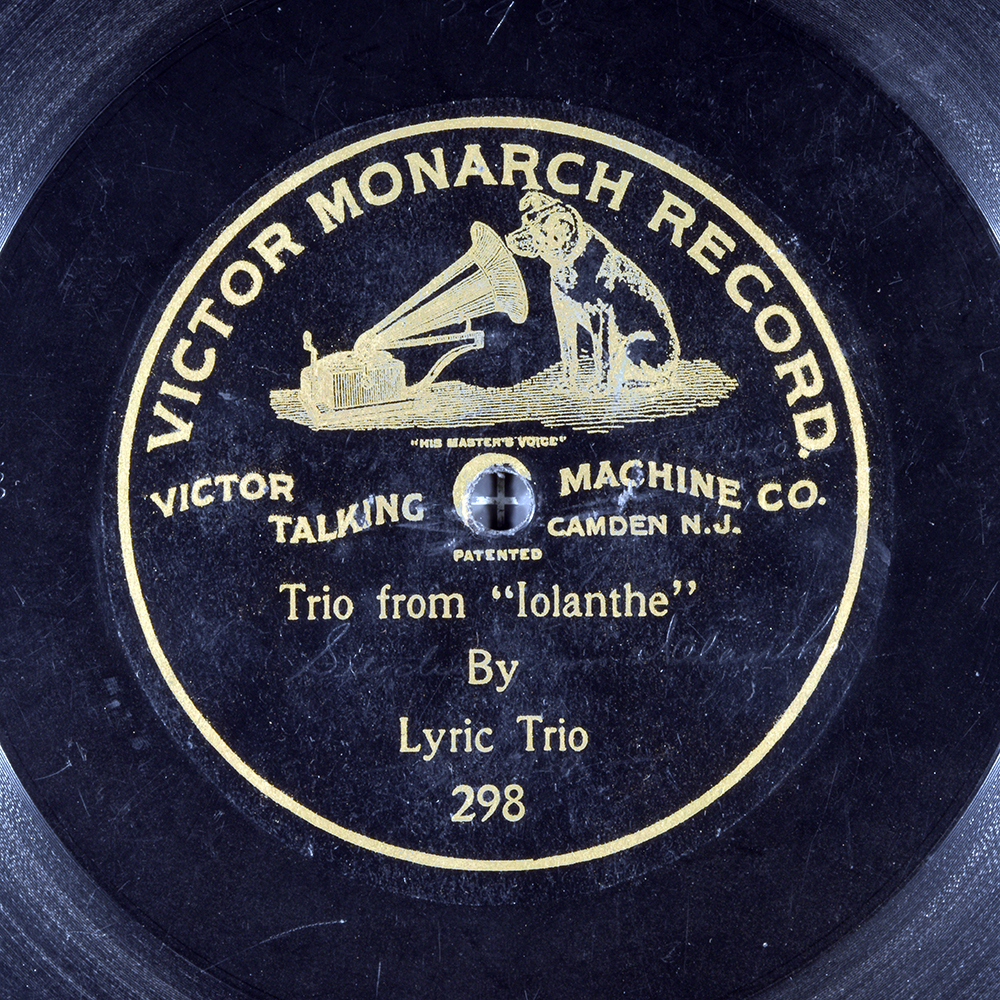 398
VICTOR MONARCH RECORD.
"HIS MASTER'S VOICE"
VICTOR TALKING MACHINE CO.
CAMDEN N.J.
PATENTED
Trio from “Iolanthe”
By
Lyric Trio
298